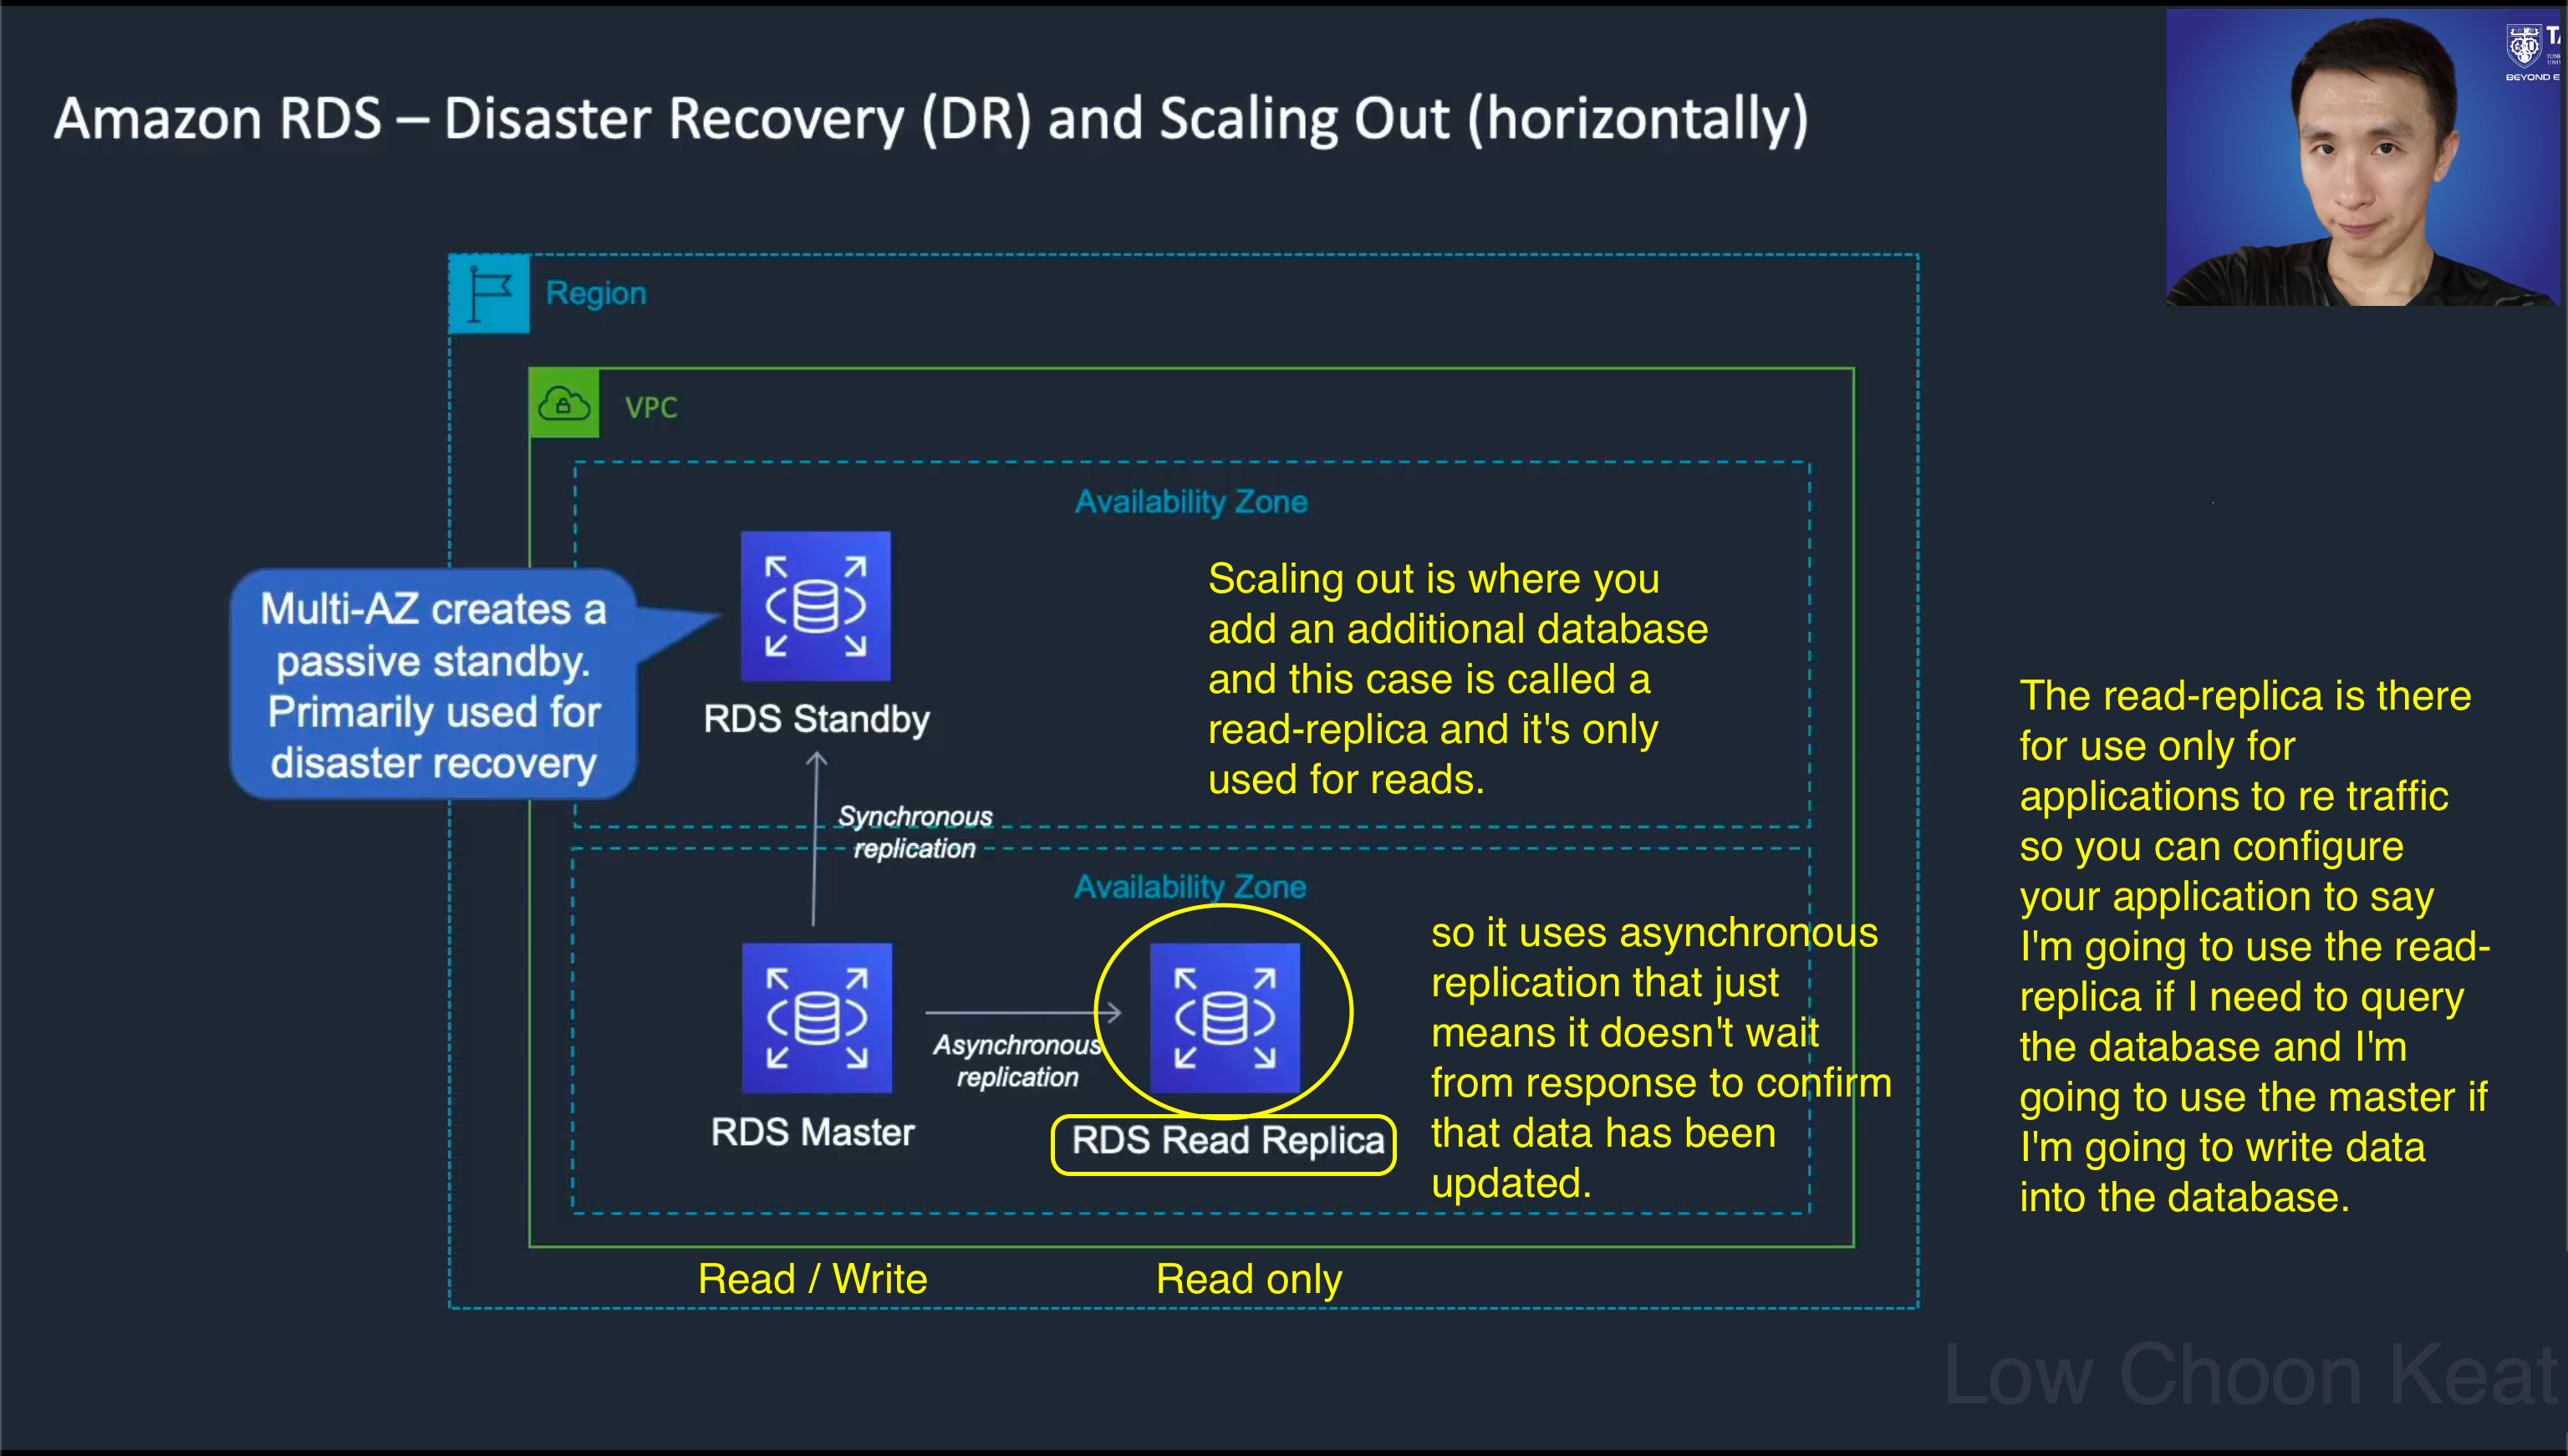 Amazon RDS – Disaster Recovery (DR) and Scaling Out (horizontally)
BEYOND E
Region
VPC
Availability Zone
Multi-AZ creates a
passive standby.
Primarily used for
disaster recovery
RDS Standby
Scaling out is where you
add an additional database
and this case is called a
read-replica and it's only
used for reads.
Synchronous
replication
Availability Zone
RDS Master
Asynchronous
replication
RDS Read Replica
so it uses asynchronous
replication that just
means it doesn't wait
from response to confirm
that data has been
updated.
Read / Write
Read only
The read-replica is there
for use only for
applications to re traffic
so you can configure
your application to say
I'm going to use the read-
replica if I need to query
the database and I'm
going to use the master if
I'm going to write data
into the database.
Low Choon Keat